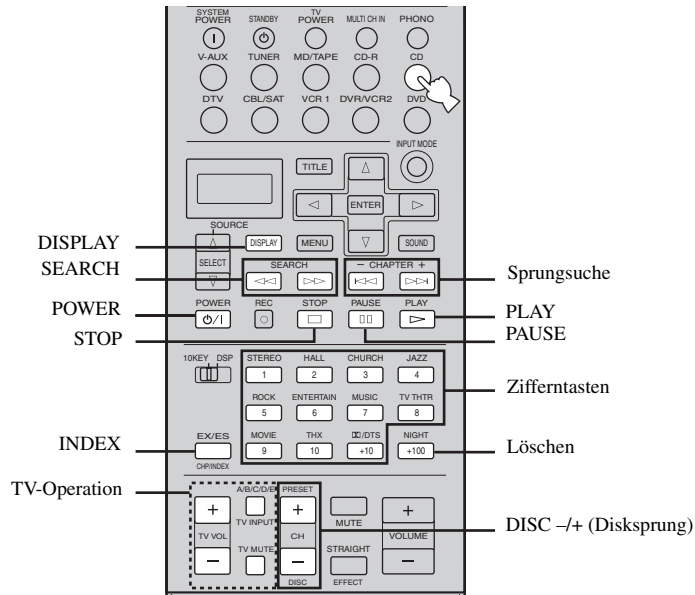 SYSTEM POWER STANDBY TV POWER MULTI CH IN PHONO
V-AUX TUNER MD/TAPE CD-R CD
DTV CBL/SAT VCR 1 DVR/VCR2 DVD
INPUT MODE
TITLE
ENTER
SOURCE
DISPLAY DISPLAY MENU SOUND
SELECT
SEARCH SEARCH – CHAPTER + Sprungsuche
POWER POWER REC STOP PAUSE PLAY PLAY
STOP PAUSE
10KEY DSP STEREO HALL CHURCH JAZZ
1 2 3 4
Zifferntasten
ROCK ENTERTAIN MUSIC TV THTR
5 6 7 8
INDEX EX/ES MOVIE THX /DTS NIGHT Löschen
9 10 +10 +100
CHP/INDEX
TV-Operation A/B/C/D/E PRESET
+ + +
TV INPUT MUTE
TV VOL CH VOLUME DISC –/+ (Disksprung)
TV MUTE STRAIGHT
– – –
DISC EFFECT